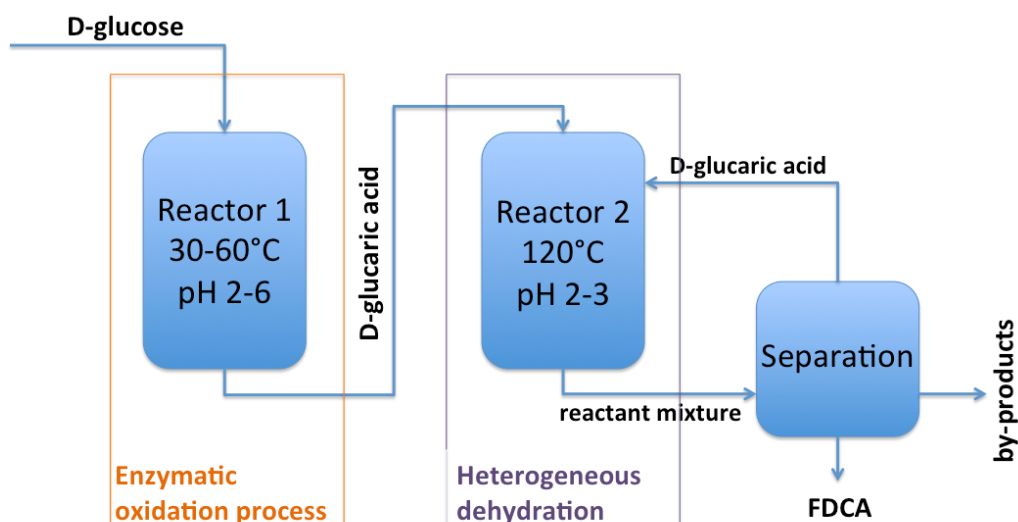 D-glucose
Reactor 1
30-60°C
pH 2-6
D-glucaric acid
Reactor 2
120°C
pH 2-3
D-glucaric acid
Separation
reactant mixture
by-products
FDCA
Enzymatic
oxidation process
Heterogeneous
dehydration